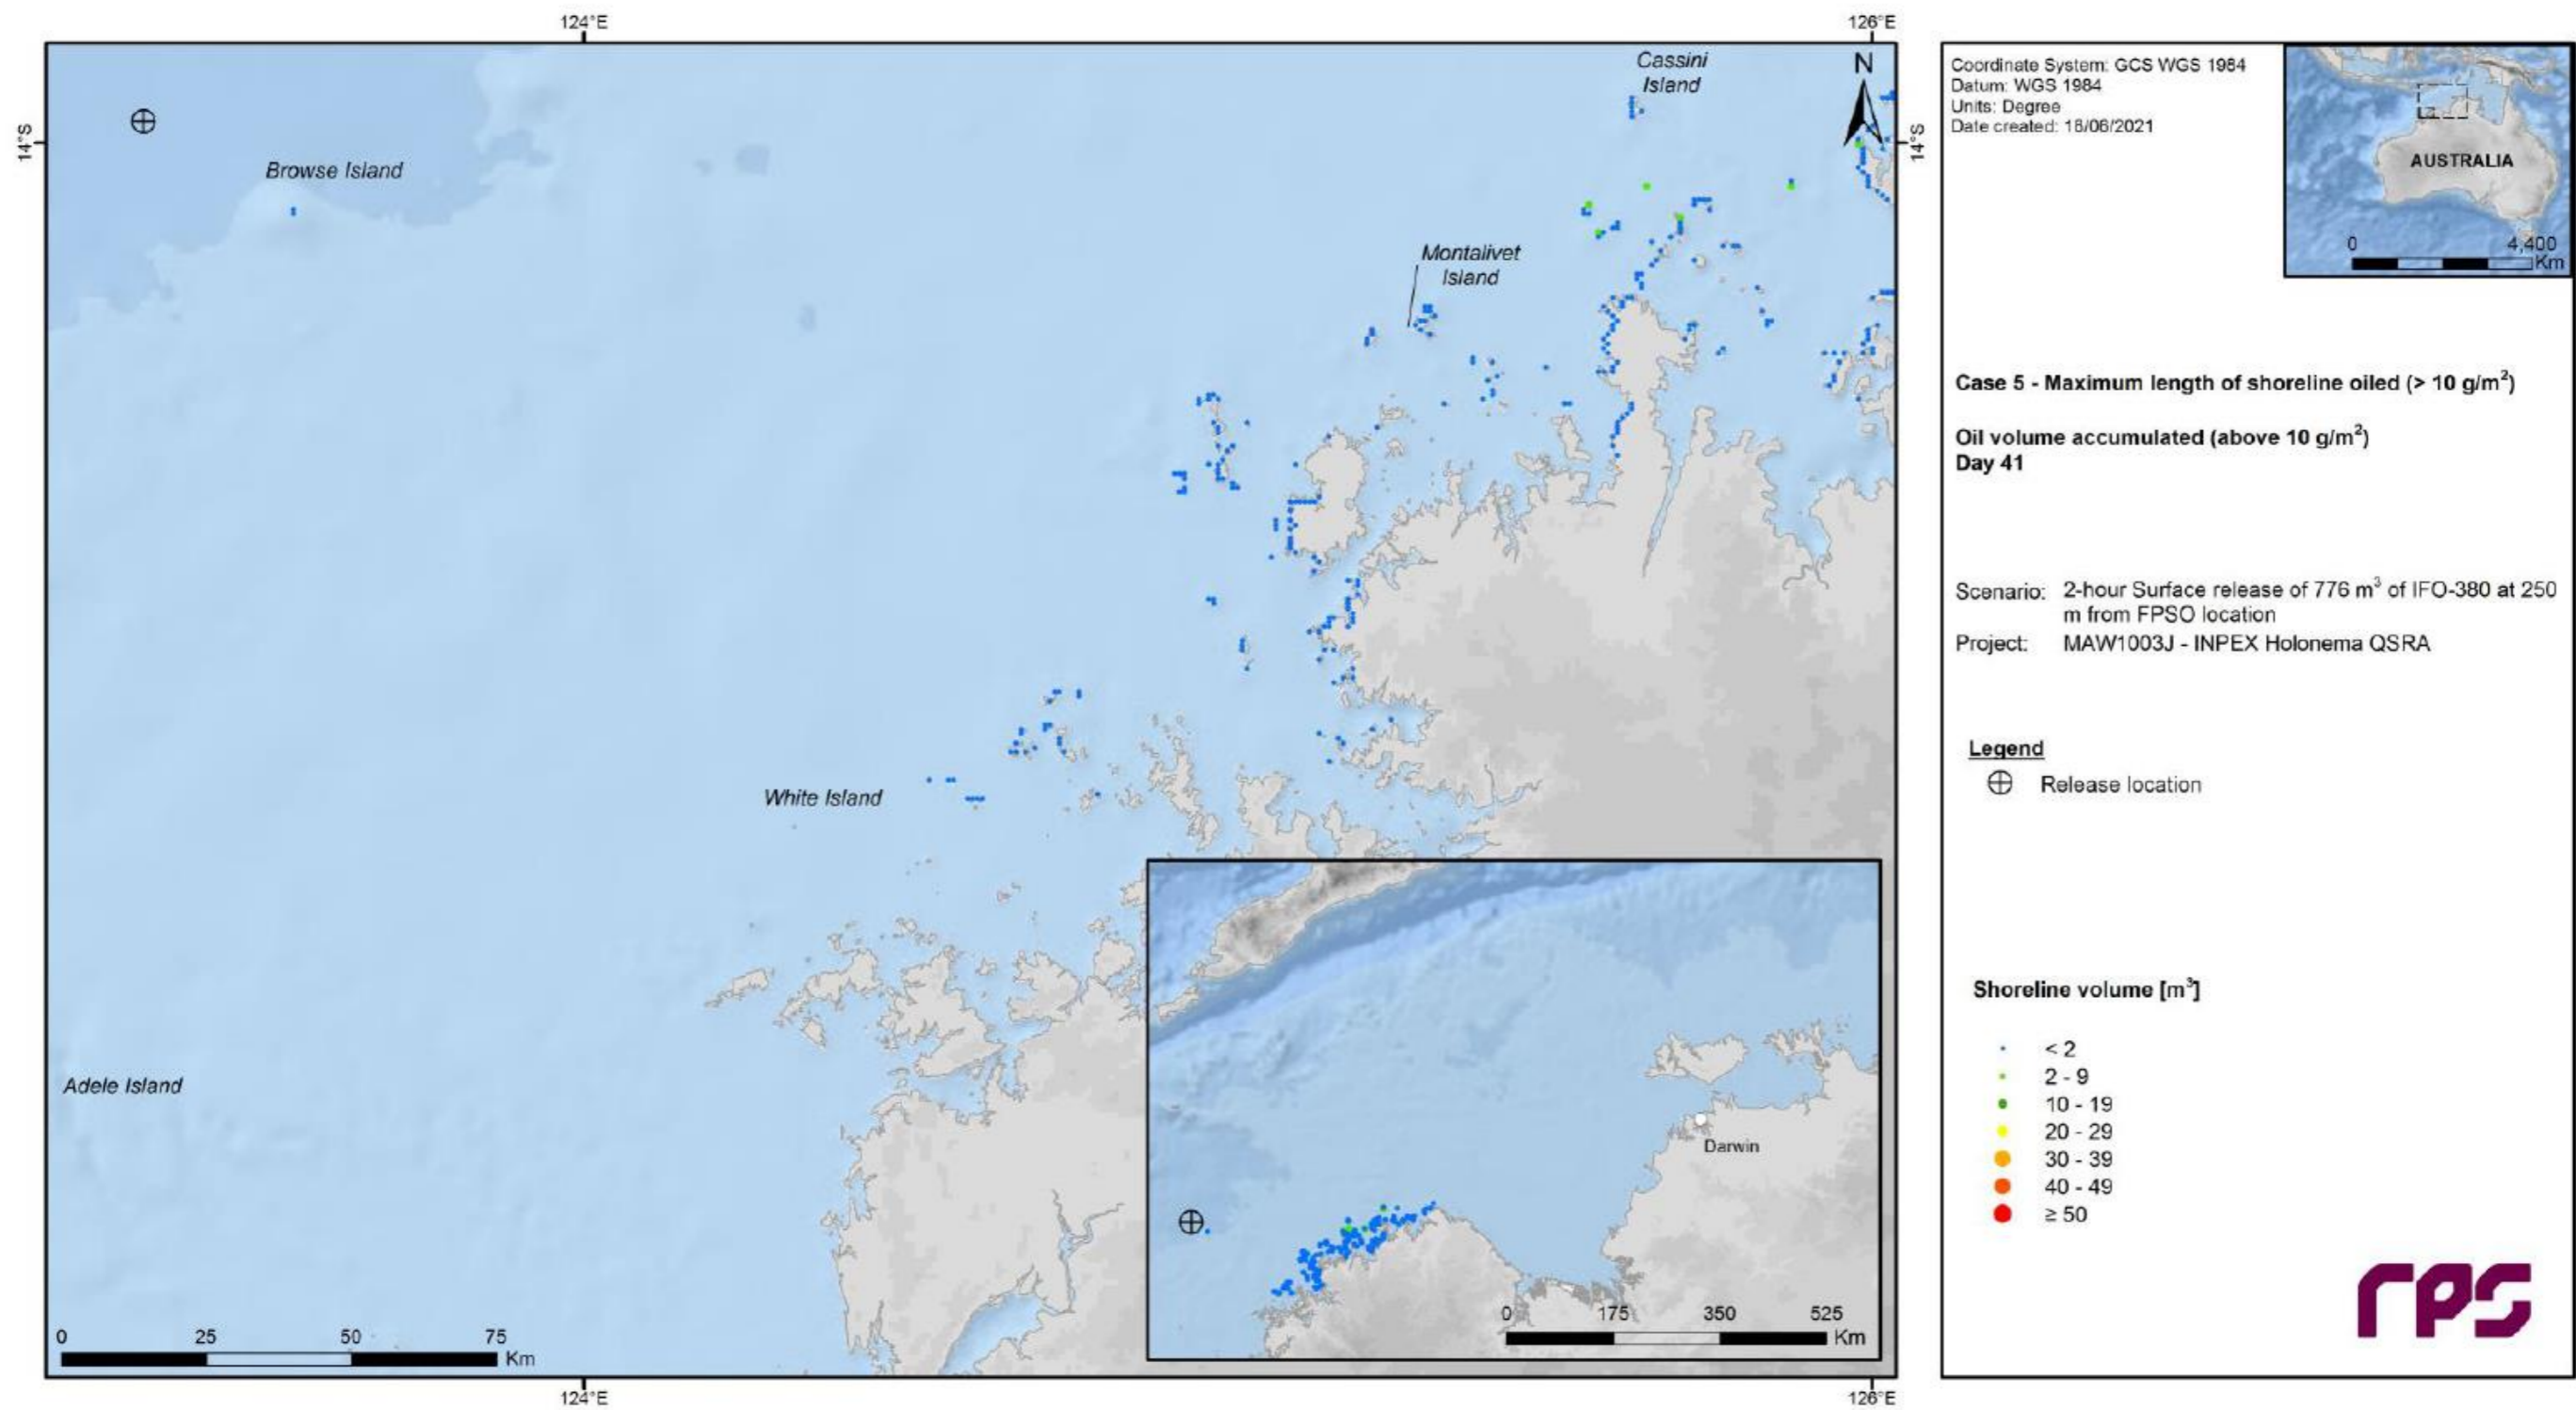 124°E
126°E
14°S
14°S
N
Cassini
Island
Browse Island
Montalivet
Island
White Island
Adele Island
Darwin
0 175 350 525
Km
0 25 50 75
Km
124°E
126°E
Coordinate System: GCS WGS 1984
Datum: WGS 1984
Units: Degree
Date created: 16/06/2021
AUSTRALIA
0 4,400
Km
Case 5 - Maximum length of shoreline oiled (> 10 g/m²)
Oil volume accumulated (above 10 g/m²)
Day 41
Scenario: 2-hour Surface release of 776 m³ of IFO-380 at 250
m from FPSO location
Project: MAW1003J - INPEX Holonema QSRA
Legend
Release location
Shoreline volume [m³]
< 2
2 - 9
10 - 19
20 - 29
30 - 39
40 - 49
≥ 50
rps